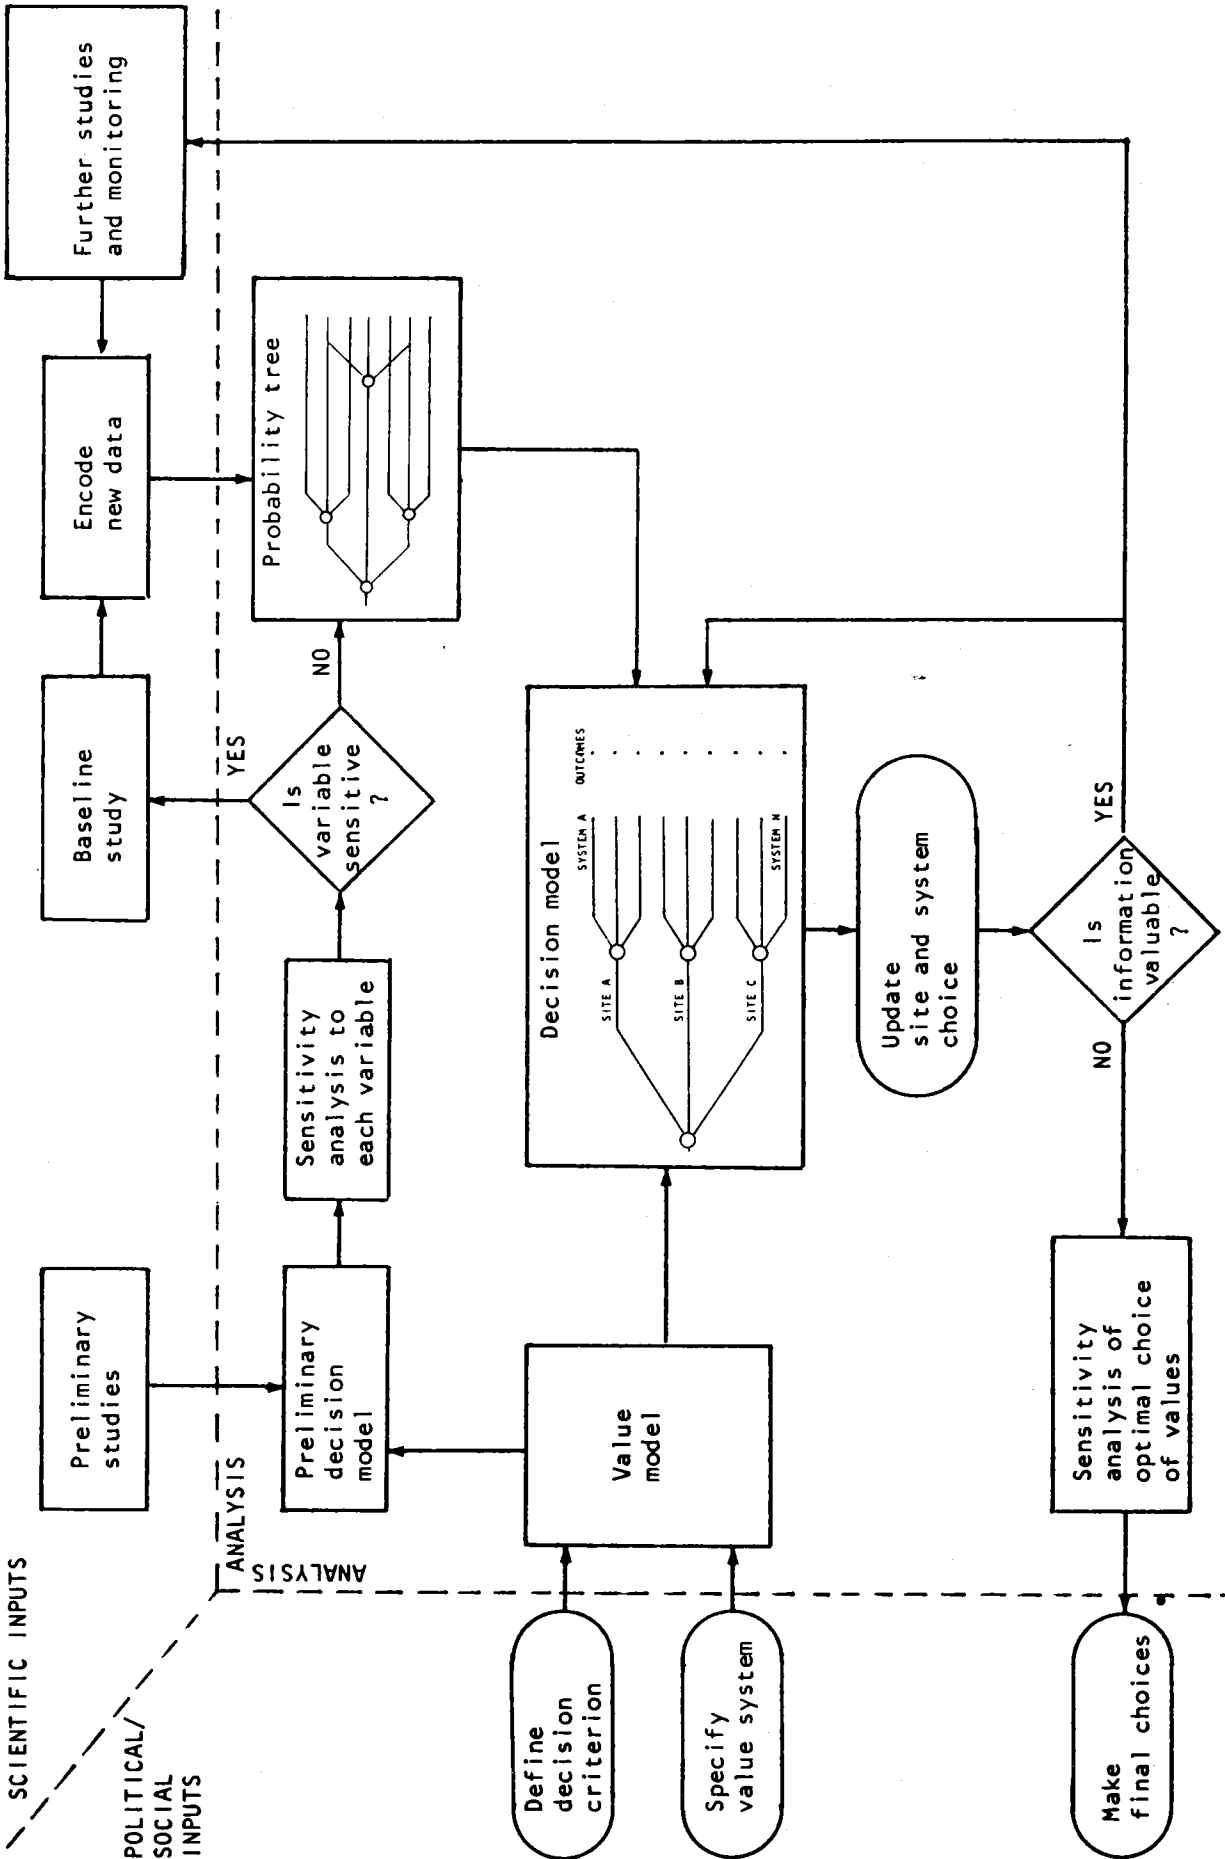 SCIENTIFIC INPUTS
POLITICAL/
SOCIAL
INPUTS
ANALYSIS
ANALYSIS
Preliminary
studies
Baseline
study
Encode
new data
Further studies
and monitoring
Preliminary
decision
model
Sensitivity
analysis to
each variable
Is
variable
sensitive
?
YES
NO
Probability tree
Define
decision
criterion
Specify
value system
Value
model
Decision model
SITE A
SITE B
SITE C
SYSTEM A
SYSTEM N
OUTCOMES
Update
site and system
choice
Is
information
valuable
?
YES
NO
Sensitivity
analysis of
optimal choice
of values
Make
final choices